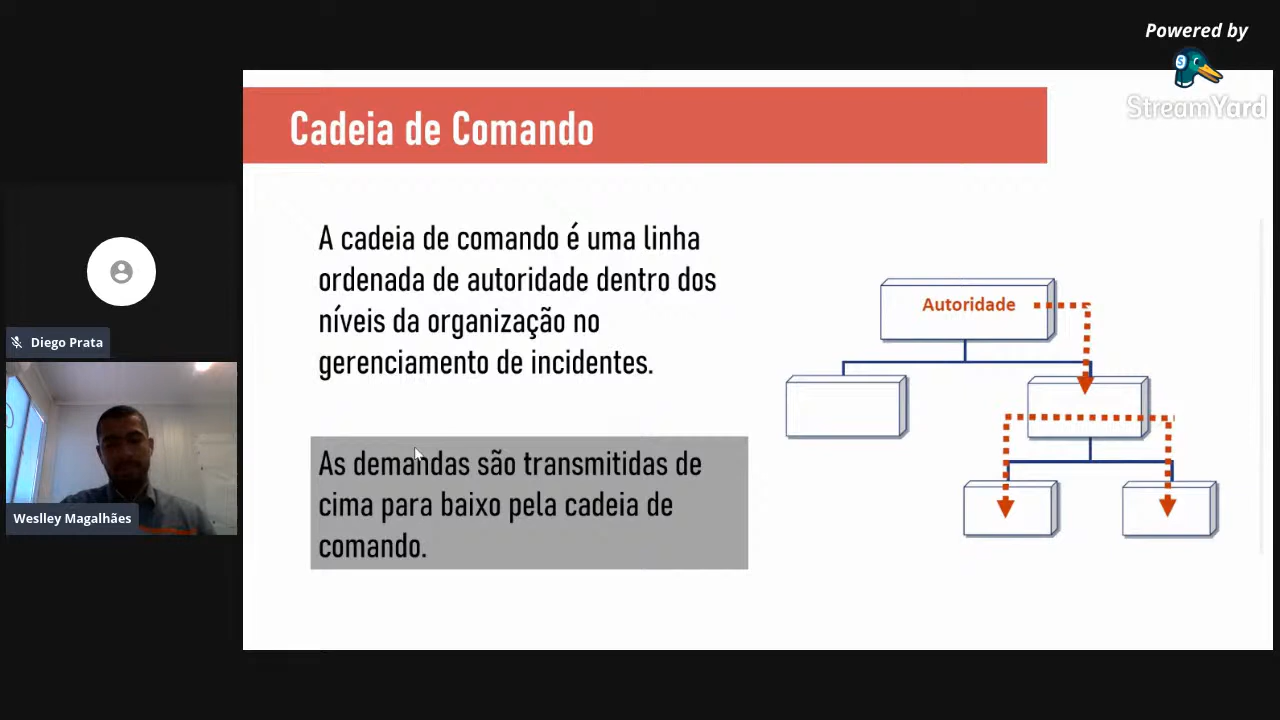 Powered by
StreamYard
Cadeia de Comando
A cadeia de comando é uma linha
ordenada de autoridade dentro dos
níveis da organização no
gerenciamento de incidentes.
As demandas são transmitidas de
cima para baixo pela cadeia de
comando.
Autoridade
Diego Prata
Weslley Magalhães